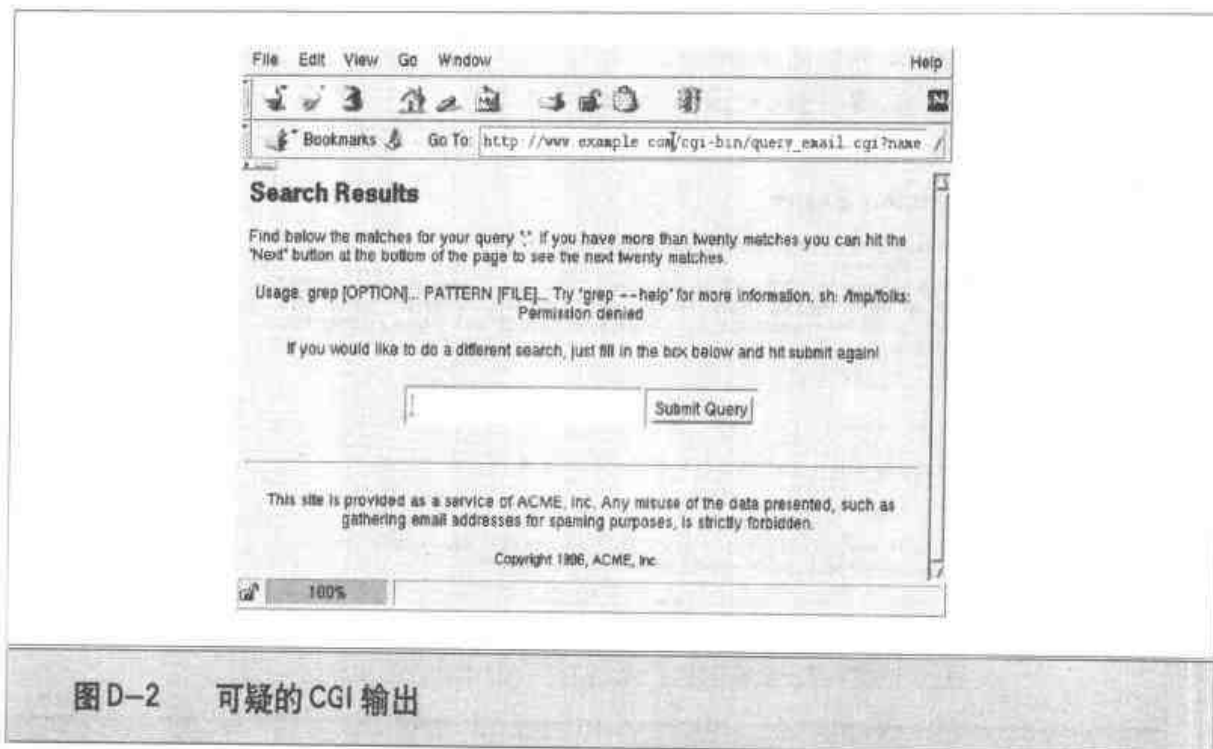 File Edit View Go Window Help
Bookmarks Go To: http://www.example.com/cgi-bin/query_email.cgi?name
Search Results
Find below the matches for your query ';'. If you have more than twenty matches you can hit the
'Next' button at the bottom of the page to see the next twenty matches.
Usage: grep [OPTION]... PATTERN [FILE]... Try 'grep --help' for more information. sh: /tmp/folks:
Permission denied
If you would like to do a different search, just fill in the box below and hit submit again!
Submit Query
This site is provided as a service of ACME, Inc. Any misuse of the data presented, such as
gathering email addresses for spaming purposes, is strictly forbidden.
Copyright 1996, ACME, Inc.
100%
图D-2 可疑的CGI输出